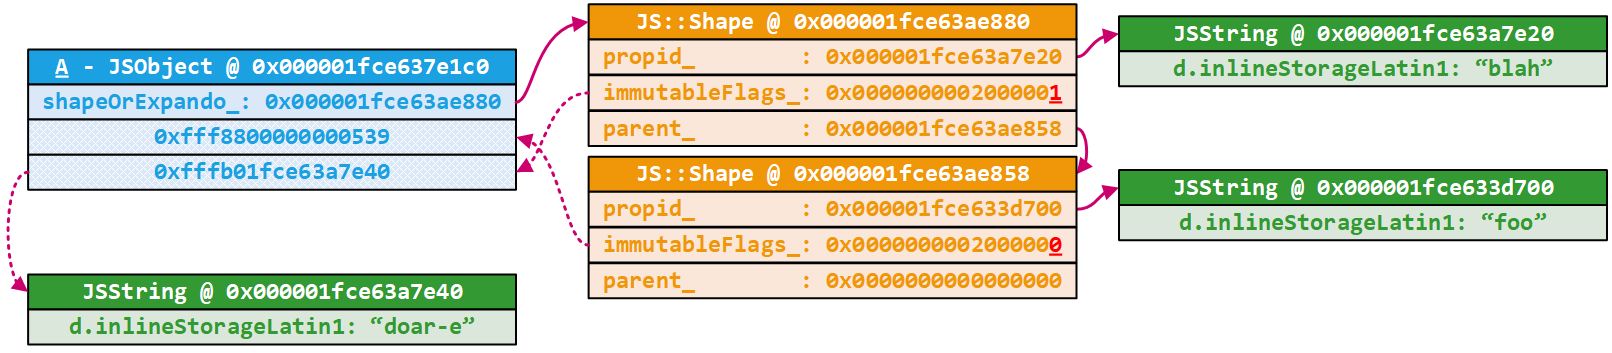 A - JSObject @ 0x000001fce637e1c0
shapeOrExpando_: 0x000001fce63ae880
0xfff8800000000539
0xfffb01fce63a7e40
JSString @ 0x000001fce63a7e40
d.inlineStorageLatin1: “doar-e”
JS::Shape @ 0x000001fce63ae880
propid_ : 0x000001fce63a7e20
immutableFlags_: 0x0000000002000001
parent_ : 0x000001fce63ae858
JS::Shape @ 0x000001fce63ae858
propid_ : 0x000001fce633d700
immutableFlags_: 0x0000000002000000
parent_ : 0x0000000000000000
JSString @ 0x000001fce63a7e20
d.inlineStorageLatin1: “blah”
JSString @ 0x000001fce633d700
d.inlineStorageLatin1: “foo”